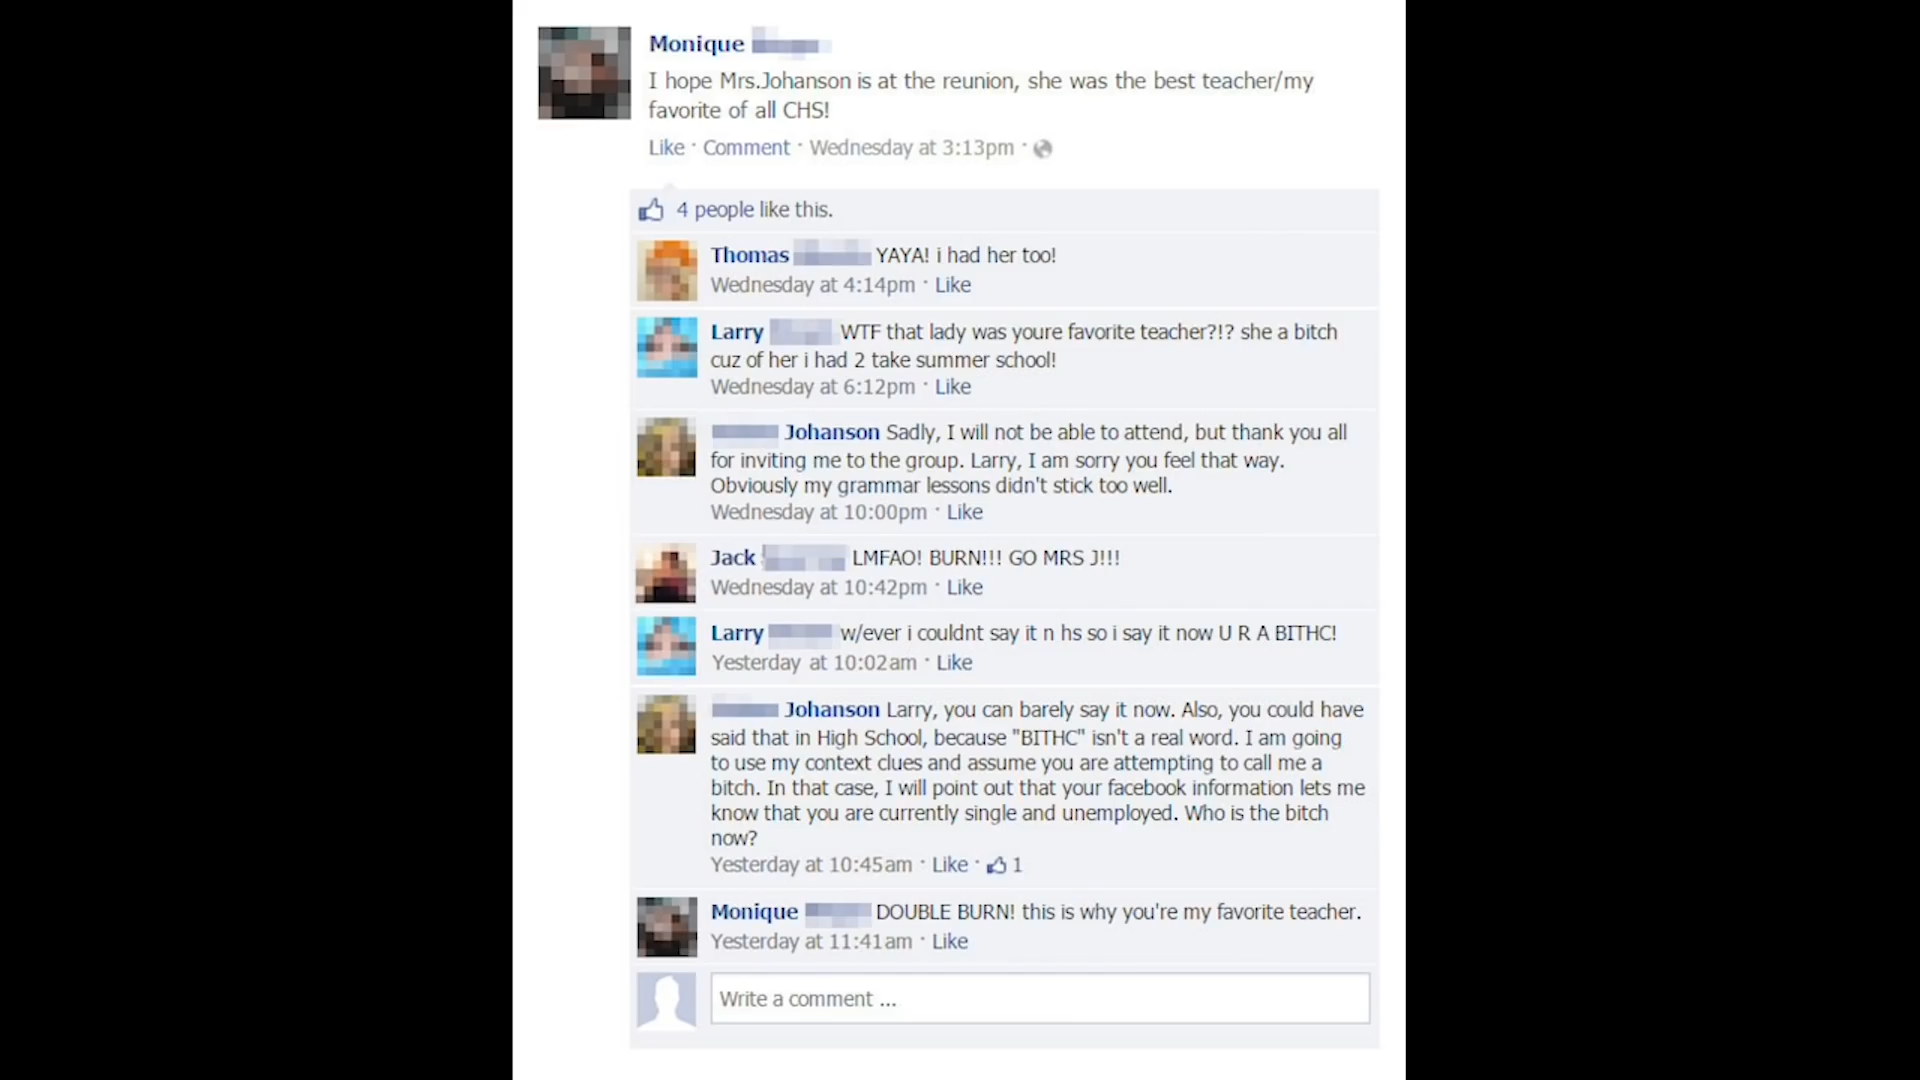 Monique
I hope Mrs.Johanson is at the reunion, she was the best teacher/my
favorite of all CHS!
Like · Comment · Wednesday at 3:13pm ·
4 people like this.
Thomas YAYA! i had her too!
Wednesday at 4:14pm · Like
Larry WTF that lady was youre favorite teacher?!? she a bitch
cuz of her i had 2 take summer school!
Wednesday at 6:12pm · Like
Johanson Sadly, I will not be able to attend, but thank you all
for inviting me to the group. Larry, I am sorry you feel that way.
Obviously my grammar lessons didn't stick too well.
Wednesday at 10:00pm · Like
Jack LMFAO! BURN!!! GO MRS J!!!
Wednesday at 10:42pm · Like
Larry w/ever i couldnt say it n hs so i say it now U R A BITHC!
Yesterday at 10:02am · Like
Johanson Larry, you can barely say it now. Also, you could have
said that in High School, because "BITHC" isn't a real word. I am going
to use my context clues and assume you are attempting to call me a
bitch. In that case, I will point out that your facebook information lets me
know that you are currently single and unemployed. Who is the bitch
now?
Yesterday at 10:45am · Like · 1
Monique DOUBLE BURN! this is why you're my favorite teacher.
Yesterday at 11:41am · Like
Write a comment ...